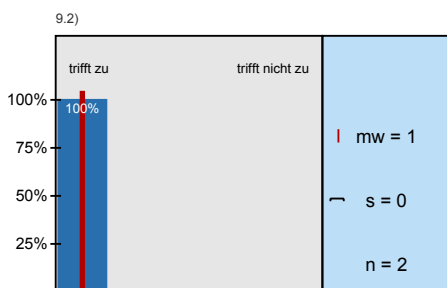 9.2)
trifft zu trifft nicht zu
100%
100%
75%
50%
25%
mw = 1
s = 0
n = 2